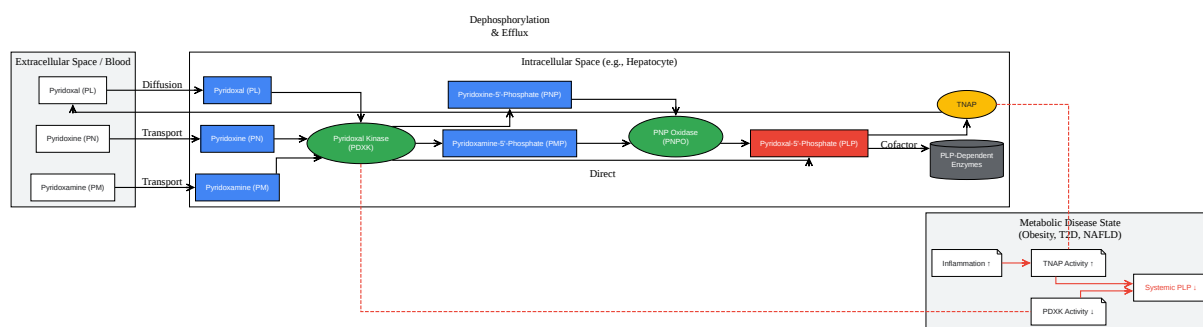 Dephosphorylation
& Efflux
Extracellular Space / Blood
Intracellular Space (e.g., Hepatocyte)
Pyridoxal (PL)
Diffusion
Pyridoxal (PL)
Pyridoxine-5'-Phosphate (PNP)
TNAP
Pyridoxine (PN)
Transport
Pyridoxine (PN)
Pyridoxal Kinase
(PDXK)
Pyridoxamine-5'-Phosphate (PMP)
PNP Oxidase
(PNPO)
Pyridoxal-5'-Phosphate (PLP)
Cofactor
PLP-Dependent
Enzymes
Pyridoxamine (PM)
Transport
Pyridoxamine (PM)
Direct
Metabolic Disease State
(Obesity, T2D, NAFLD)
Inflammation ↑
TNAP Activity ↑
Systemic PLP ↓
PDXK Activity ↓